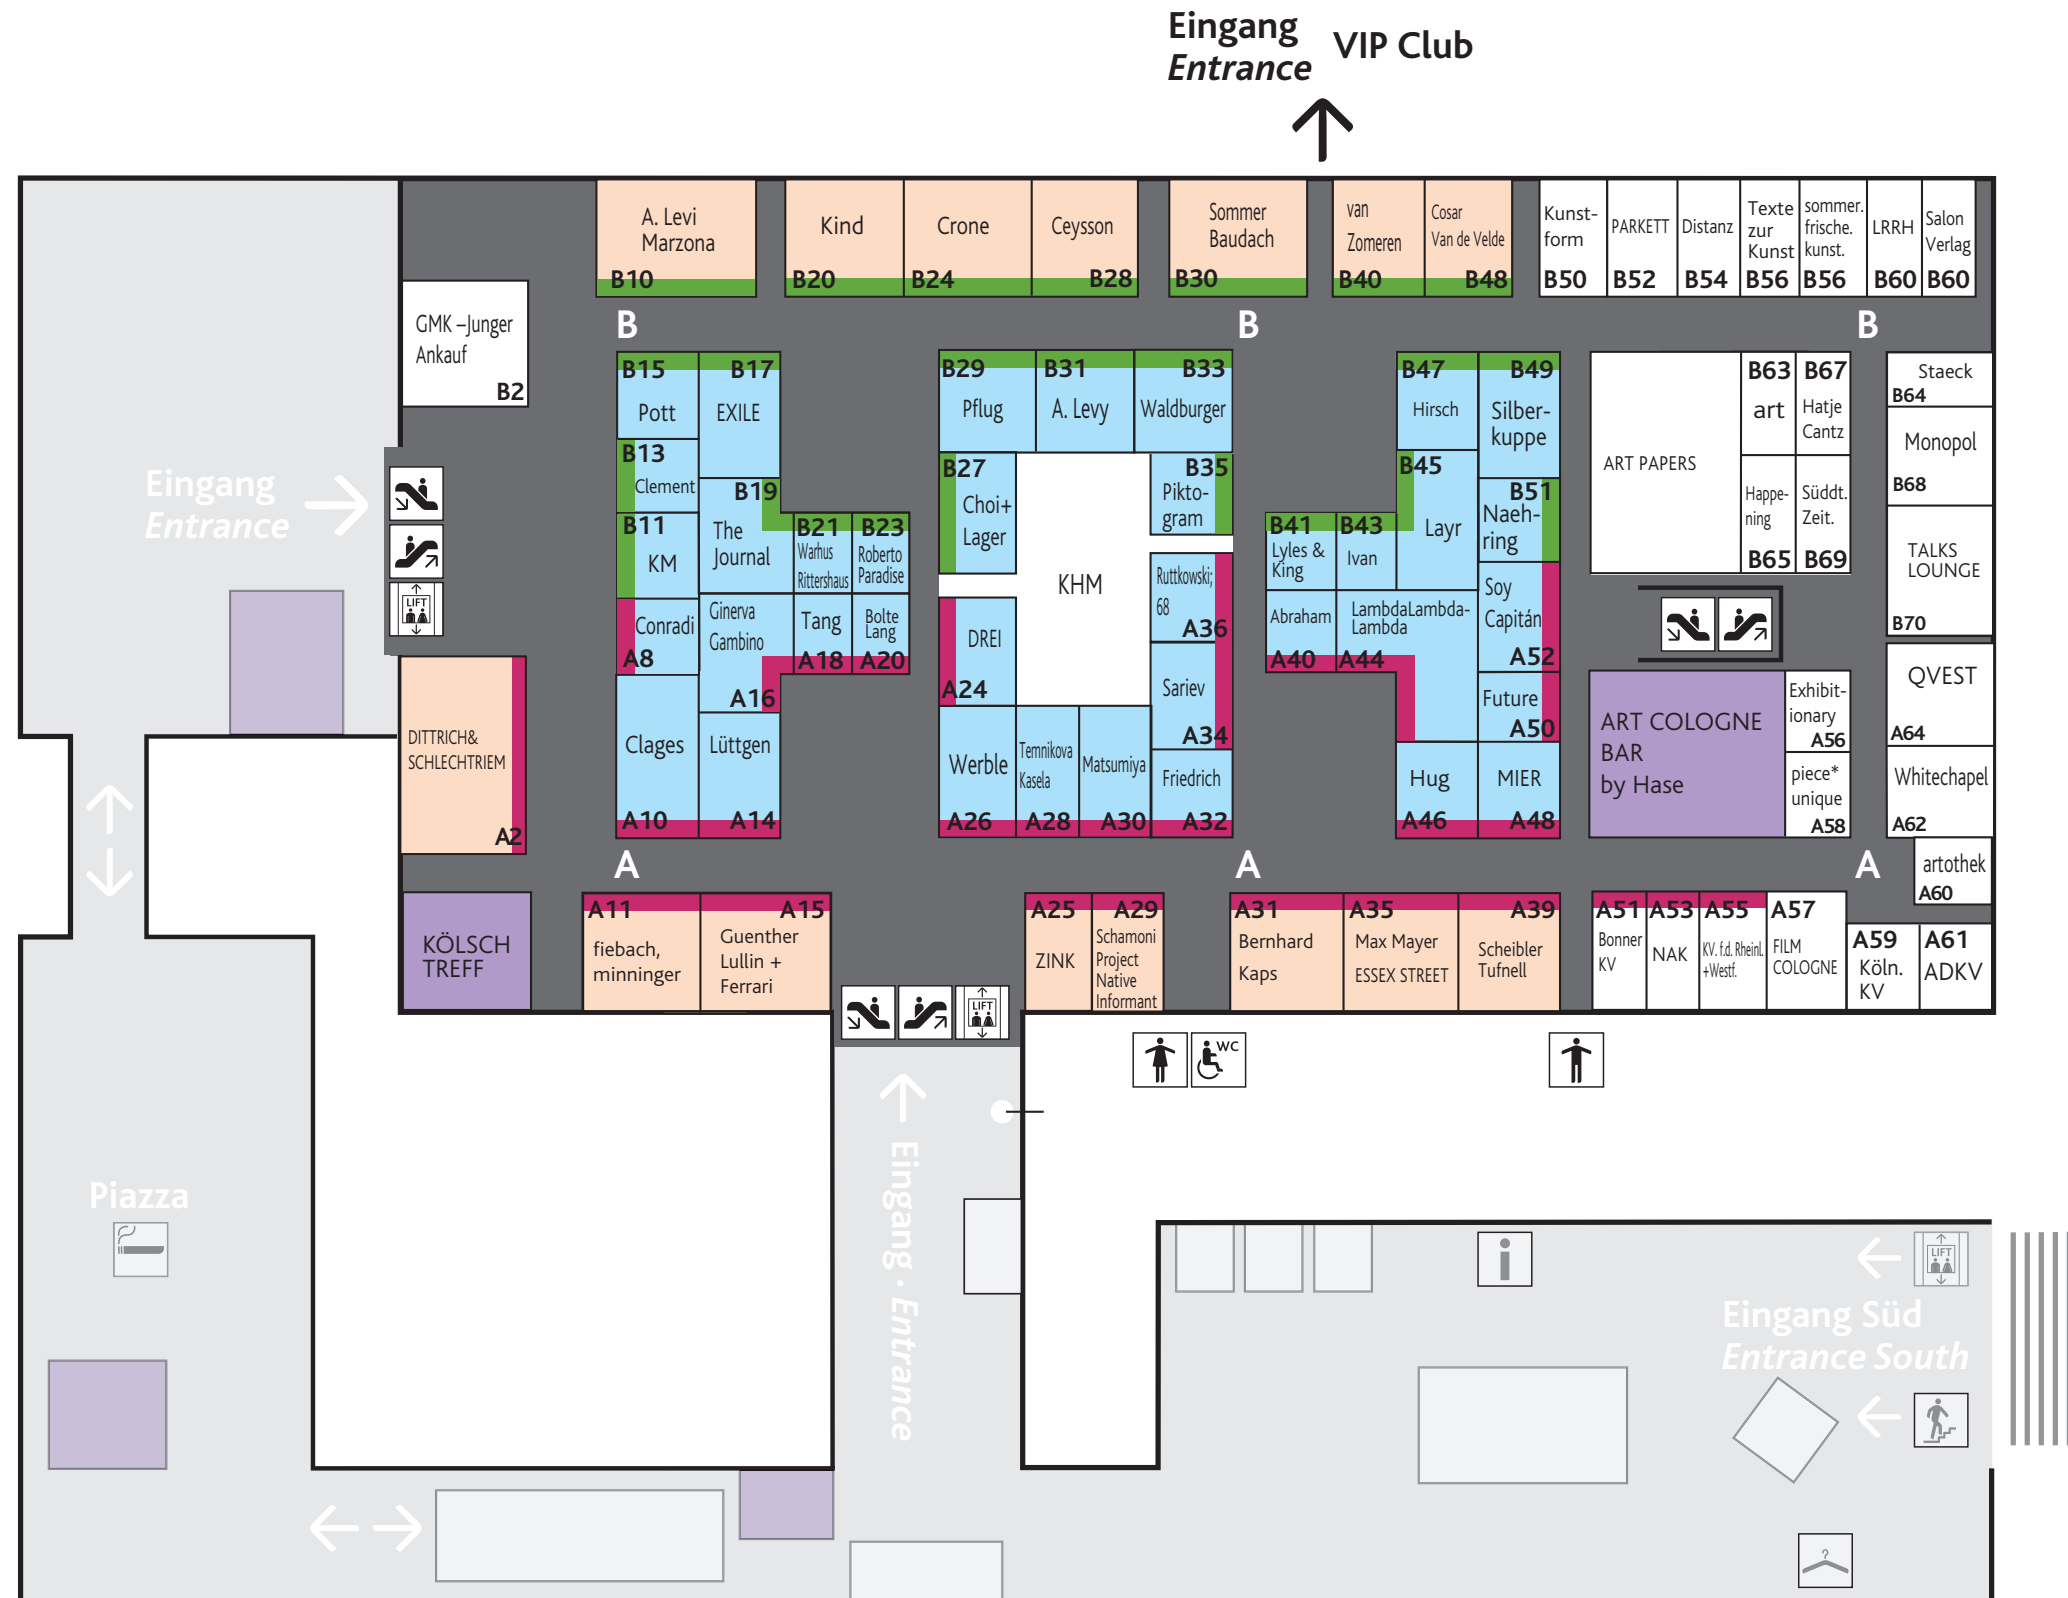 Eingang
Entrance
VIP Club
A. Levi
Marzona
B10
Kind
B20
Crone
B24
Ceysson
B28
Sommer
Baudach
B30
van
Zomeren
B40
Cosar
Van de Velde
B48
Kunst-
form
B50
PARKETT
B52
Distanz
B54
Texte
zur
Kunst
B56
sommer.
frische.
kunst.
B56
LRRH
B60
Salon
Verlag
B60
GMK –Junger
Ankauf
B2
B
B
B
B15
Pott
B17
EXILE
B13
Clement
B11
KM
B19
The
Journal
B21
Warhus
Rittershaus
B23
Roberto
Paradise
Conradi
A8
Ginerva
Gambino
A16
Tang
A18
Bolte
Lang
A20
Clages
A10
Lüttgen
A14
B29
Pflug
B31
A. Levy
B33
Waldburger
B27
Choi+
Lager
B35
Pikto-
gram
KHM
Ruttkowski;
68
A36
DREI
A24
Sariev
A34
Werble
A26
Temnikova
Kasela
A28
Matsumiya
A30
Friedrich
A32
B47
Hirsch
B49
Silber-
kuppe
B45
Layr
B51
Naeh-
ring
B41
Lyles &
King
B43
Ivan
Abraham
A40
LambdaLambda-
Lambda
A44
Soy
Capitán
A52
Future
A50
Hug
A46
MIER
A48
ART PAPERS
B63
art
B67
Hatje
Cantz
Happe-
ning
B65
Süddt.
Zeit.
B69
Staeck
B64
Monopol
B68
TALKS
LOUNGE
B70
QVEST
A64
Whitechapel
A62
artothek
A60
ART COLOGNE
BAR
by Hase
Exhibit-
ionary
A56
piece*
unique
A58
Eingang
Entrance
LIFT
DITTRICH&
SCHLECHTRIEM
A2
A
A
A
KÖLSCH
TREFF
A11
fiebach,
minninger
A15
Guenther
Lullin +
Ferrari
LIFT
A25
ZINK
A29
Schamoni
Project
Native
Informant
A31
Bernhard
Kaps
A35
Max Mayer
ESSEX STREET
A39
Scheibler
Tufnell
A51
Bonner
KV
A53
NAK
A55
KV. f.d. Rheinl.
+Westf.
A57
FILM
COLOGNE
A59
Köln.
KV
A61
ADKV
WC
Eingang · Entrance
Piazza
i
LIFT
Eingang Süd
Entrance South
?